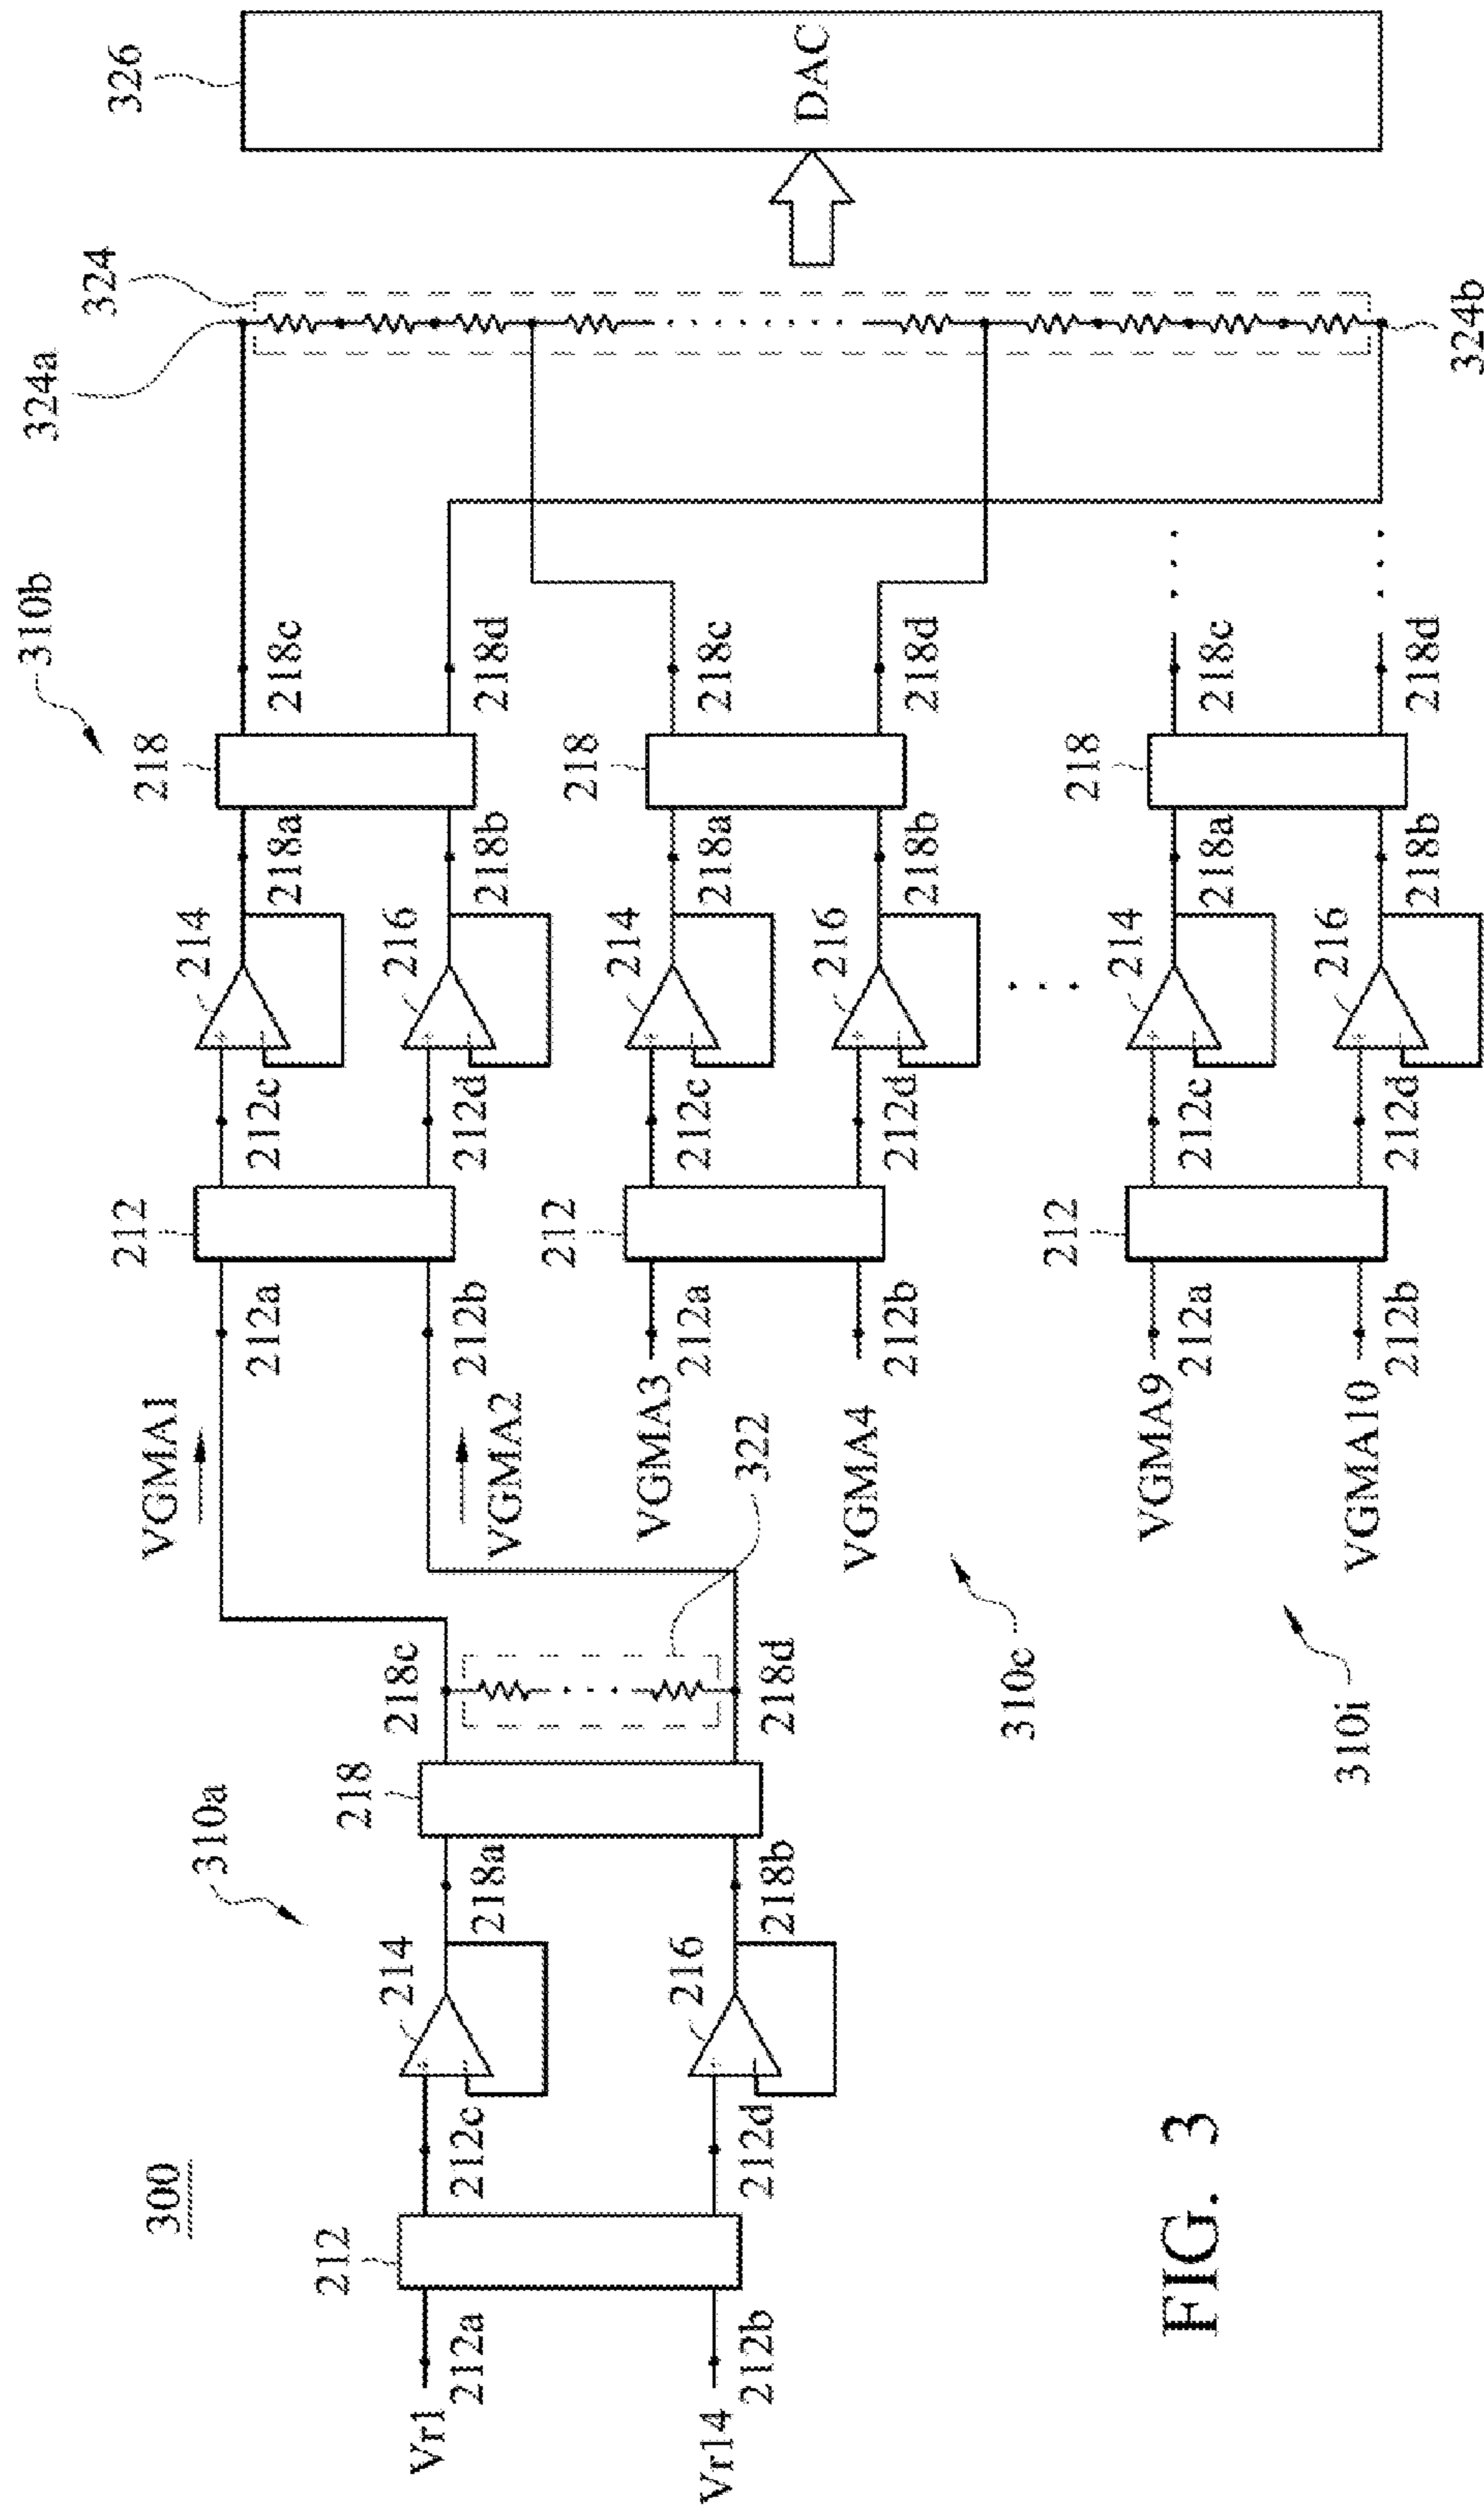 300
310a
310b
326
VGMA1
212
214
218
324a
324
212a
212c
218a
218c
DAC
VGMA2
216
212b
212d
218b
218d
Vr1
212
214
218
212a
212c
+
-
218a
218c
Vr14
216
212b
212d
218b
218d
322
VGMA3
212
214
218
212a
212c
218a
218c
VGMA4
216
212b
212d
218b
218d
310c
VGMA9
212
214
218
212a
212c
218a
218c
310i
VGMA10
216
212b
212d
218b
218d
324b
FIG. 3